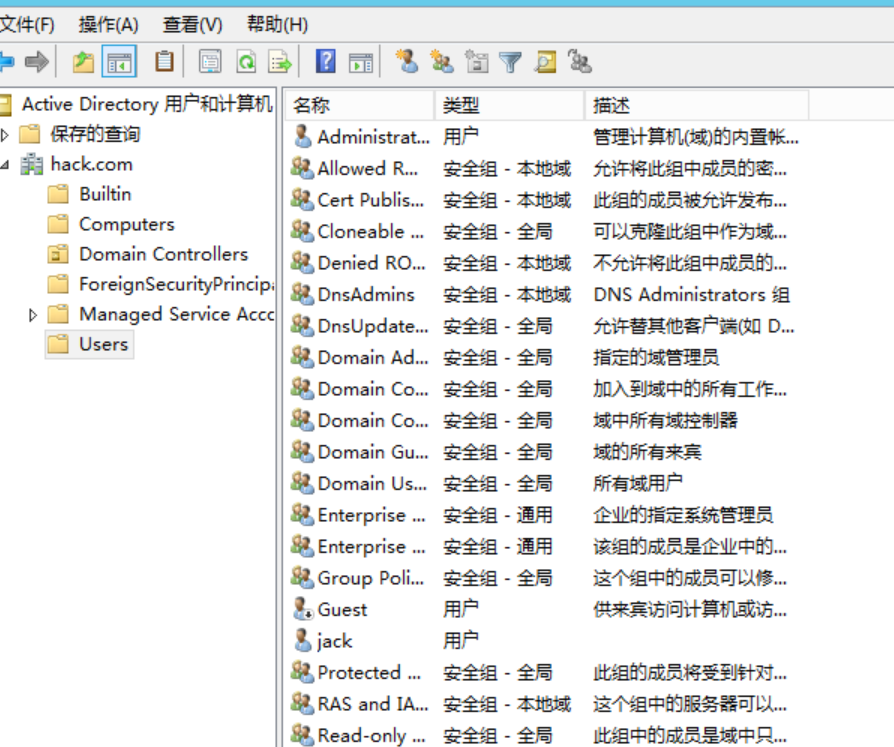 文件(F) 操作(A) 查看(V) 帮助(H)
Active Directory 用户和计算机
保存的查询
hack.com
Builtin
Computers
Domain Controllers
ForeignSecurityPrincipa
Managed Service Acco
Users
名称 类型 描述
Administrat... 用户 管理计算机(域)的内置帐...
Allowed R... 安全组 - 本地域 允许将此组中成员的密...
Cert Publis... 安全组 - 本地域 此组的成员被允许发布...
Cloneable ... 安全组 - 全局 可以克隆此组中作为域...
Denied RO... 安全组 - 本地域 不允许将此组中成员的...
DnsAdmins 安全组 - 本地域 DNS Administrators 组
DnsUpdate... 安全组 - 全局 允许替其他客户端(如 D...
Domain Ad... 安全组 - 全局 指定的域管理员
Domain Co... 安全组 - 全局 加入到域中的所有工作...
Domain Co... 安全组 - 全局 域中所有域控制器
Domain Gu... 安全组 - 全局 域的所有来宾
Domain Us... 安全组 - 全局 所有域用户
Enterprise ... 安全组 - 通用 企业的指定系统管理员
Enterprise ... 安全组 - 通用 该组的成员是企业中的...
Group Poli... 安全组 - 全局 这个组中的成员可以修...
Guest 用户 供来宾访问计算机或访...
jack 用户
Protected ... 安全组 - 全局 此组的成员将受到针对...
RAS and IA... 安全组 - 本地域 这个组中的服务器可以...
Read-only ... 安全组 - 全局 此组中的成员是域中只...